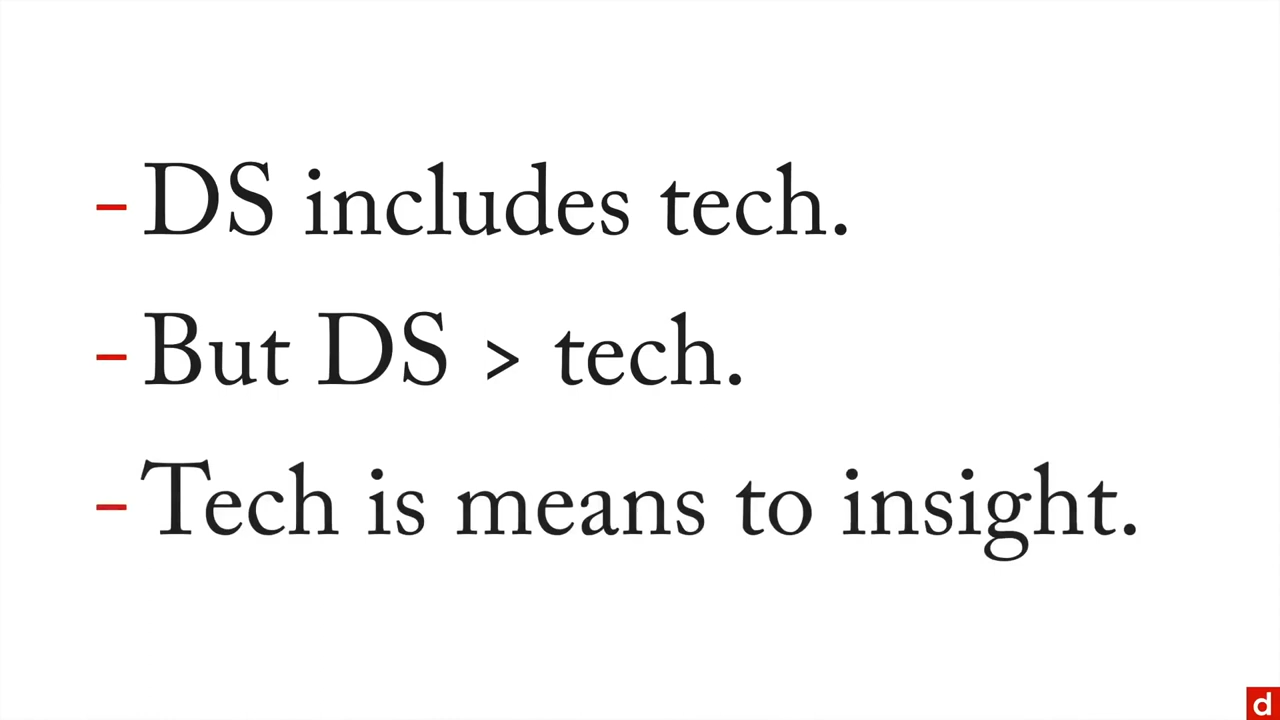 – DS includes tech.
– But DS > tech.
– Tech is means to insight.
d